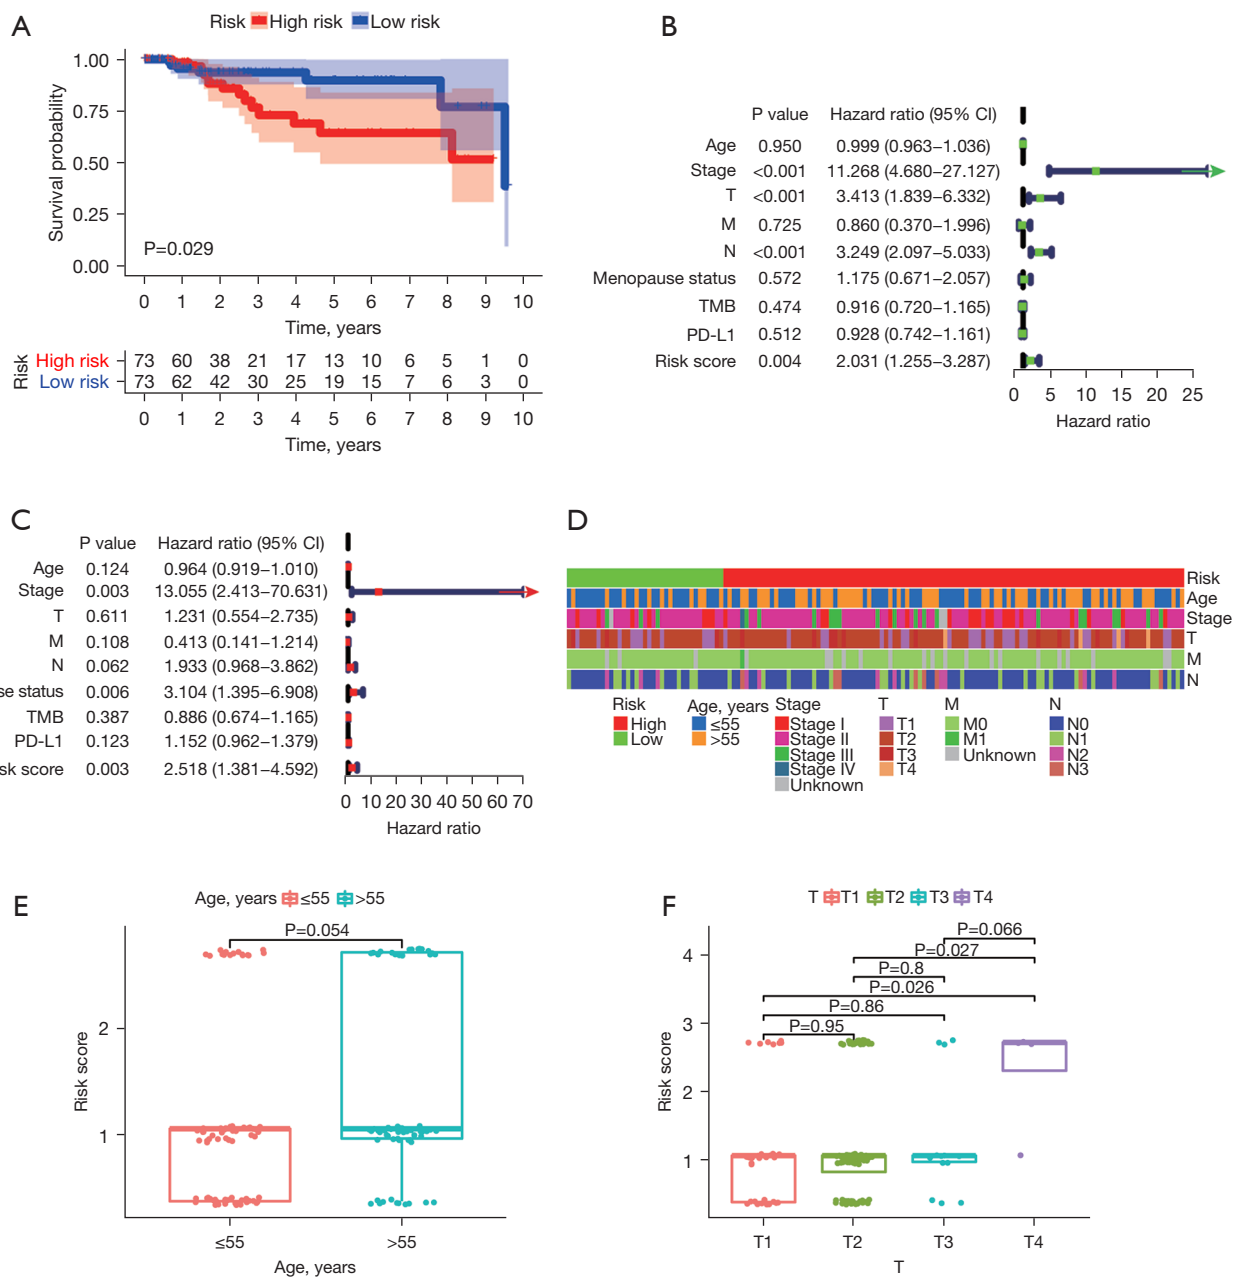 A
Risk High risk Low risk
1.00
0.75
0.50
0.25
0.00
Survival probability
P=0.029
0 1 2 3 4 5 6 7 8 9 10
Time, years
Risk
High risk 73 60 38 21 17 13 10 6 5 1 0
Low risk 73 62 42 30 25 19 15 7 6 3 0
0 1 2 3 4 5 6 7 8 9 10
Time, years
B
P value Hazard ratio (95% CI)
Age 0.950 0.999 (0.963−1.036)
Stage <0.001 11.268 (4.680−27.127)
T <0.001 3.413 (1.839−6.332)
M 0.725 0.860 (0.370−1.996)
N <0.001 3.249 (2.097−5.033)
Menopause status 0.572 1.175 (0.671−2.057)
TMB 0.474 0.916 (0.720−1.165)
PD-L1 0.512 0.928 (0.742−1.161)
Risk score 0.004 2.031 (1.255−3.287)
0 5 10 15 20 25
Hazard ratio
C
P value Hazard ratio (95% CI)
Age 0.124 0.964 (0.919−1.010)
Stage 0.003 13.055 (2.413−70.631)
T 0.611 1.231 (0.554−2.735)
M 0.108 0.413 (0.141−1.214)
N 0.062 1.933 (0.968−3.862)
se status 0.006 3.104 (1.395−6.908)
TMB 0.387 0.886 (0.674−1.165)
PD-L1 0.123 1.152 (0.962−1.379)
sk score 0.003 2.518 (1.381−4.592)
0 10 20 30 40 50 60 70
Hazard ratio
D
Risk
Age
Stage
T
M
N
Risk
High
Low
Age, years
≤55
>55
Stage
Stage I
Stage II
Stage III
Stage IV
Unknown
T
T1
T2
T3
T4
M
M0
M1
Unknown
N
N0
N1
N2
N3
E
Age, years ≤55 >55
P=0.054
2
1
Risk score
≤55 >55
Age, years
F
T T1 T2 T3 T4
P=0.066
P=0.027
P=0.8
P=0.026
P=0.86
P=0.95
4
3
2
1
Risk score
T1 T2 T3 T4
T